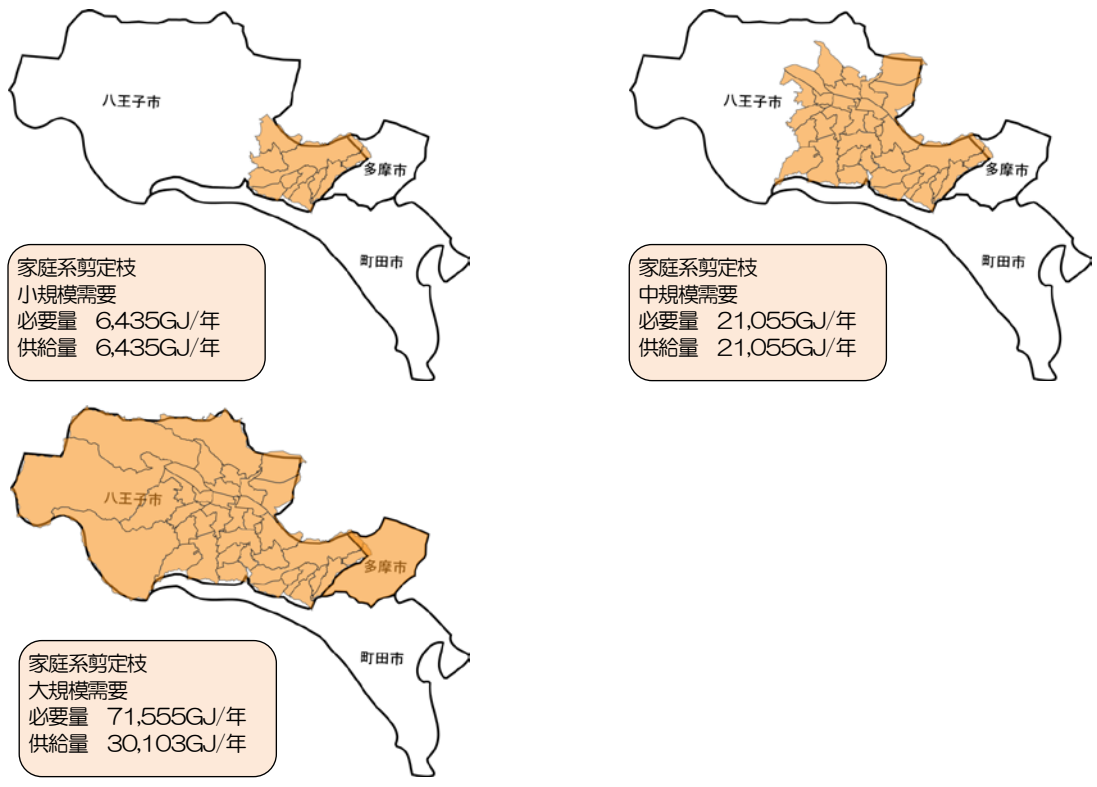 八王子市
多摩市
町田市
家庭系剪定枝
小規模需要
必要量 6,435GJ/年
供給量 6,435GJ/年
八王子市
多摩市
町田市
家庭系剪定枝
中規模需要
必要量 21,055GJ/年
供給量 21,055GJ/年
八王子市
多摩市
町田市
家庭系剪定枝
大規模需要
必要量 71,555GJ/年
供給量 30,103GJ/年